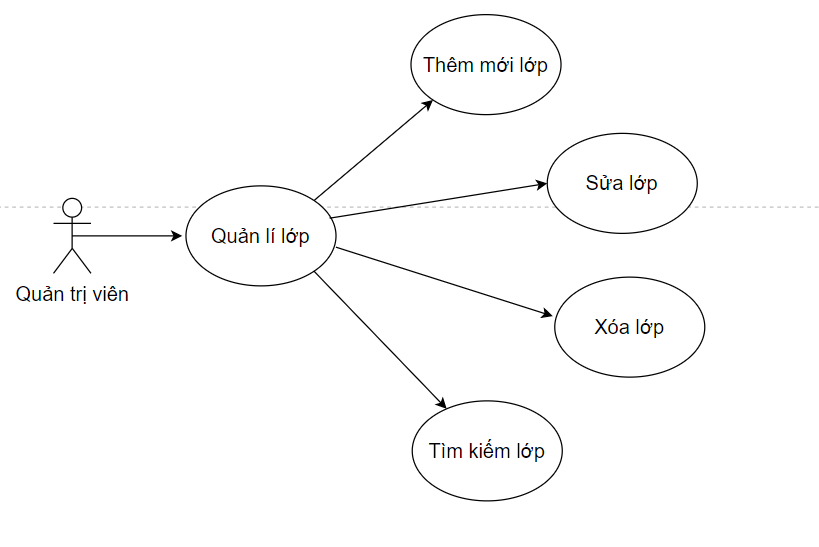 Thêm mới lớp
Sửa lớp
Quản lí lớp
Quản trị viên
Xóa lớp
Tìm kiếm lớp